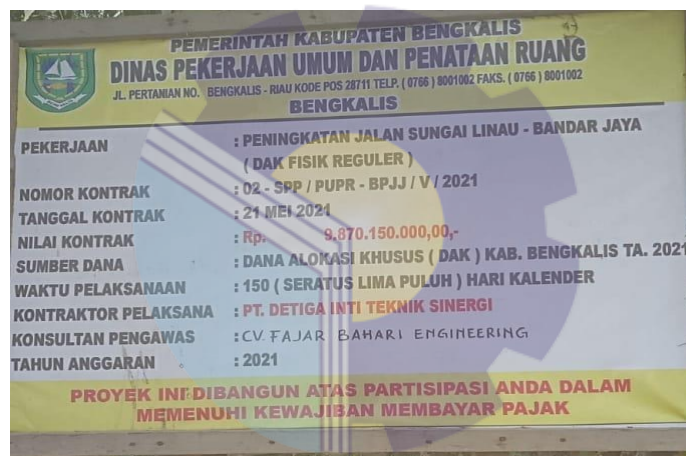 PEMERINTAH KABUPATEN BENGKALIS
DINAS PEKERJAAN UMUM DAN PENATAAN RUANG
JL. PERTANIAN NO. BENGKALIS - RIAU KODE POS 28711 TELP. ( 0766 ) 8001002 FAKS. ( 0766 ) 8001002
BENGKALIS
PEKERJAAN : PENINGKATAN JALAN SUNGAI LINAU - BANDAR JAYA
( DAK FISIK REGULER )
NOMOR KONTRAK : 02 - SPP / PUPR - BPJJ / V / 2021
TANGGAL KONTRAK : 21 MEI 2021
NILAI KONTRAK : Rp. 9.870.150.000,00,-
SUMBER DANA : DANA ALOKASI KHUSUS ( DAK ) KAB. BENGKALIS TA. 2021
WAKTU PELAKSANAAN : 150 ( SERATUS LIMA PULUH ) HARI KALENDER
KONTRAKTOR PELAKSANA : PT. DETIGA INTI TEKNIK SINERGI
KONSULTAN PENGAWAS : CV. FAJAR BAHARI ENGINEERING
TAHUN ANGGARAN : 2021
PROYEK INI DIBANGUN ATAS PARTISIPASI ANDA DALAM
MEMENUHI KEWAJIBAN MEMBAYAR PAJAK